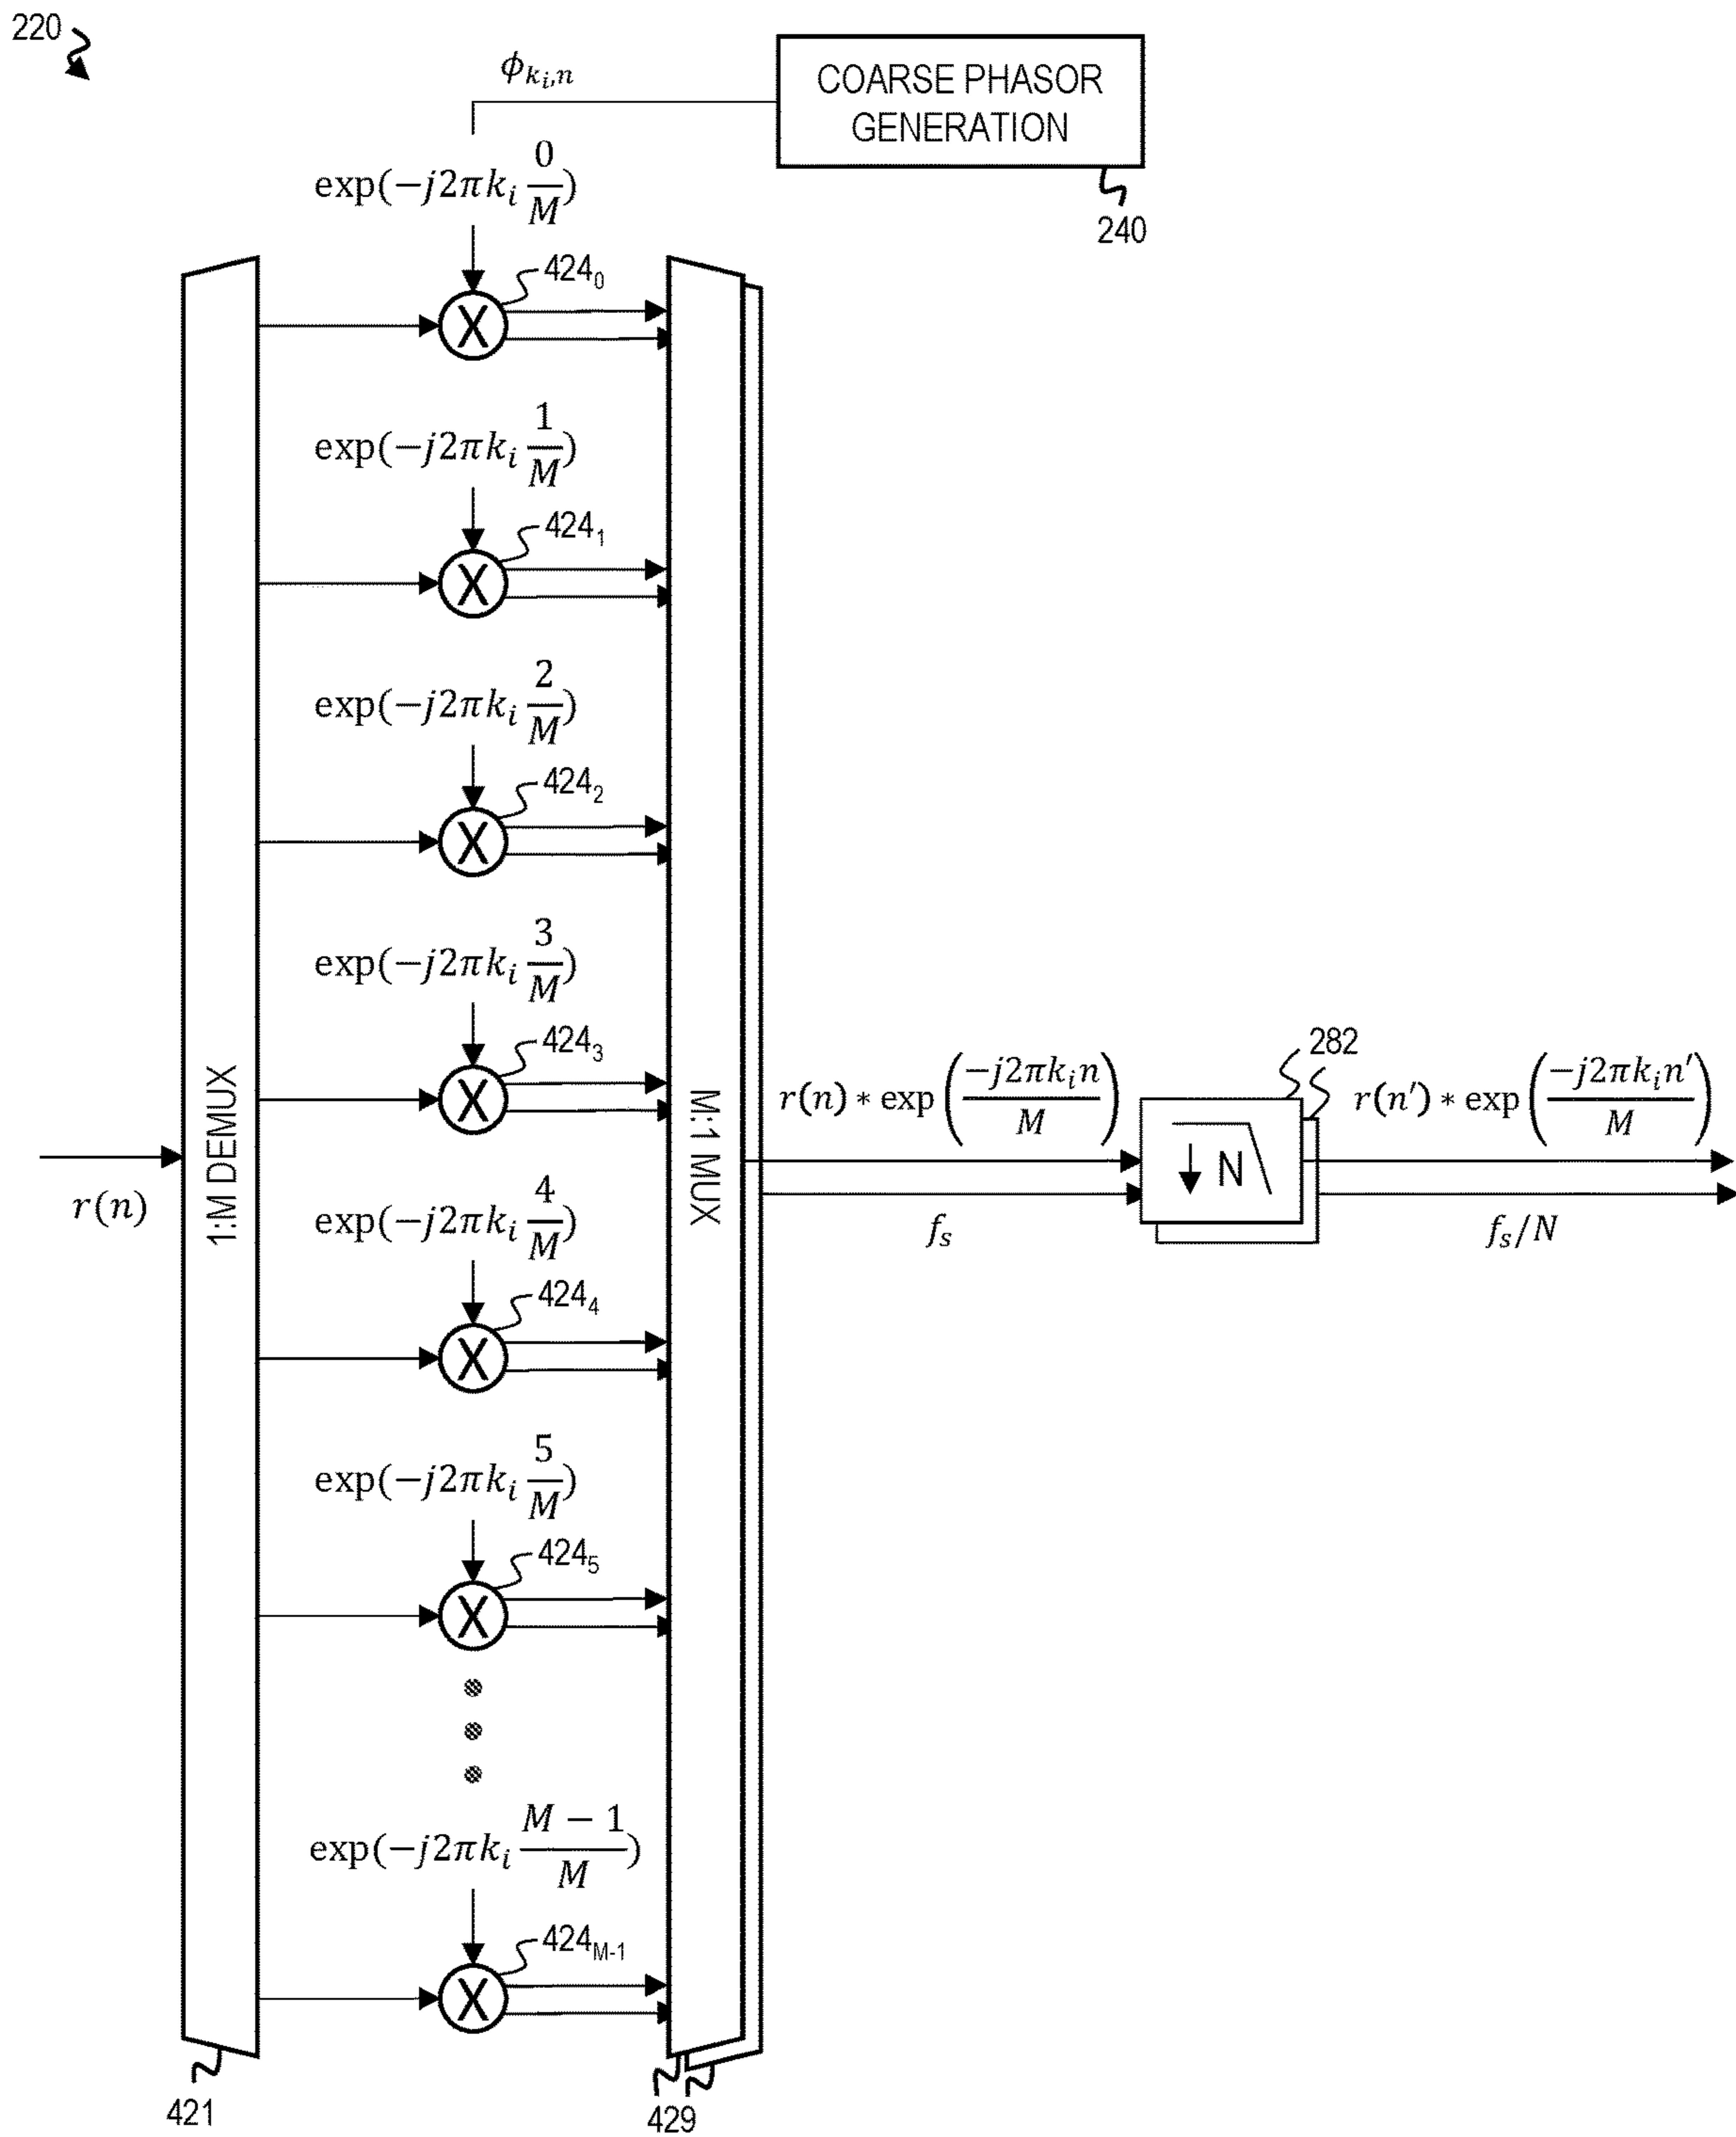 220
ϕ_{k_i,n}
COARSE PHASOR
GENERATION
240
exp(−j2πk_i 0/M)
424_0
exp(−j2πk_i 1/M)
424_1
exp(−j2πk_i 2/M)
424_2
exp(−j2πk_i 3/M)
424_3
exp(−j2πk_i 4/M)
424_4
exp(−j2πk_i 5/M)
424_5
exp(−j2πk_i M − 1/M)
424_{M-1}
X
X
X
X
X
X
X
r(n)
1:M DEMUX
421
M:1 MUX
429
r(n) ∗ exp(−j2πk_i n/M)
f_s
282
↓ N
r(n′) ∗ exp(−j2πk_i n′/M)
f_s/N